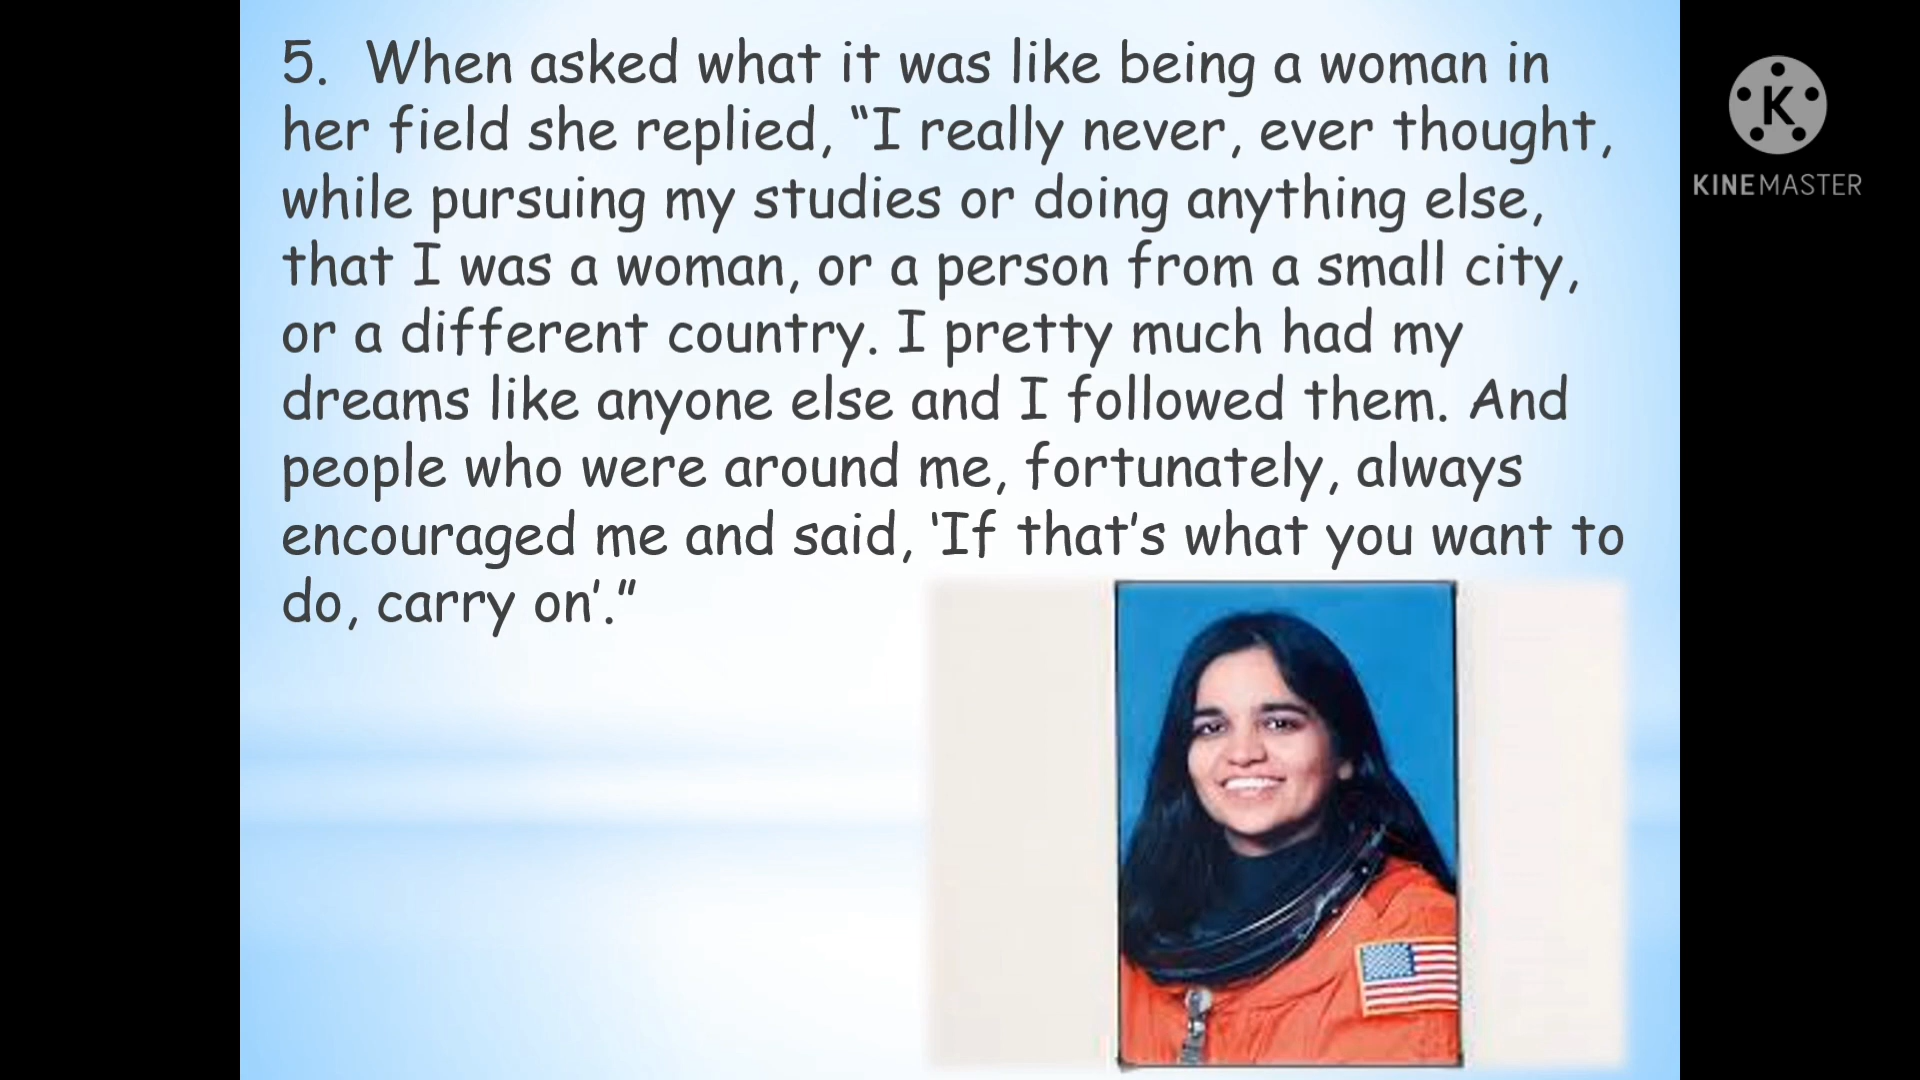 5. When asked what it was like being a woman in
her field she replied, “I really never, ever thought,
while pursuing my studies or doing anything else,
that I was a woman, or a person from a small city,
or a different country. I pretty much had my
dreams like anyone else and I followed them. And
people who were around me, fortunately, always
encouraged me and said, ‘If that’s what you want to
do, carry on’.”
K
KINEMASTER